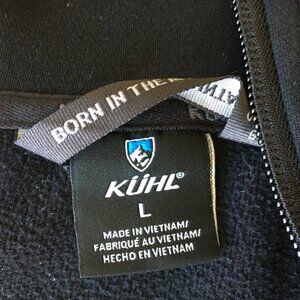 BORN IN THE
KÜHL®
L
MADE IN VIETNAM/
FABRIQUÉ AU VIETNAM/
HECHO EN VIETNAM